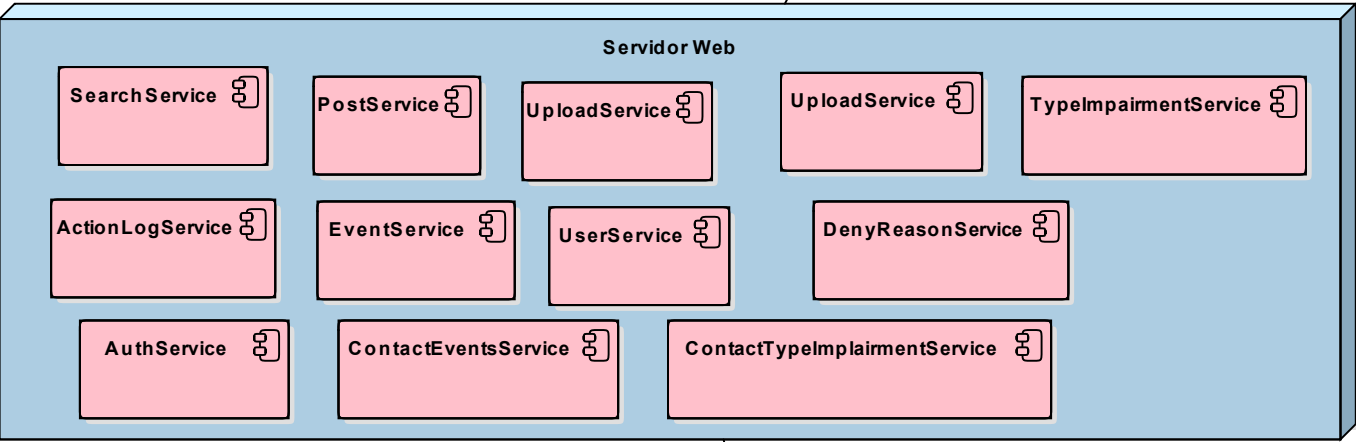 Servidor Web
SearchService
PostService
UploadService
UploadService
TypeImpairmentService
ActionLogService
EventService
UserService
DenyReasonService
AuthService
ContactEventsService
ContactTypeImplairmentService